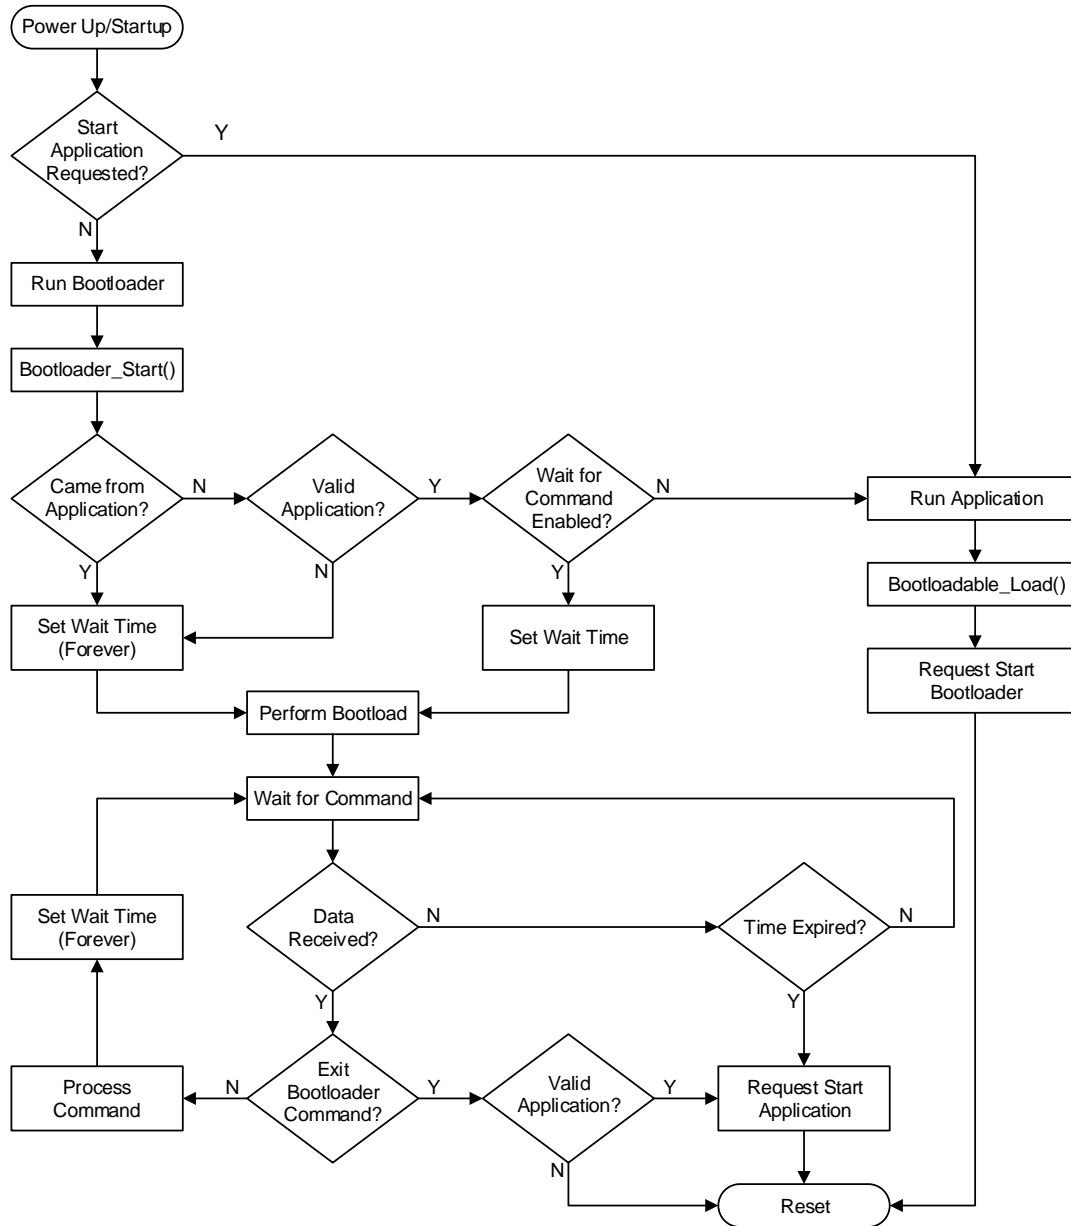 Power Up/Startup
Start
Application
Requested?
Y
N
Run Bootloader
Bootloader_Start()
Came from
Application?
N
Y
Valid
Application?
Y
N
Wait for
Command
Enabled?
N
Y
Run Application
Bootloadable_Load()
Set Wait Time
(Forever)
Set Wait Time
Request Start
Bootloader
Perform Bootload
Wait for Command
Set Wait Time
(Forever)
Data
Received?
N
Y
Time Expired?
N
Y
Process
Command
N
Exit
Bootloader
Command?
Y
Valid
Application?
Y
N
Request Start
Application
Reset